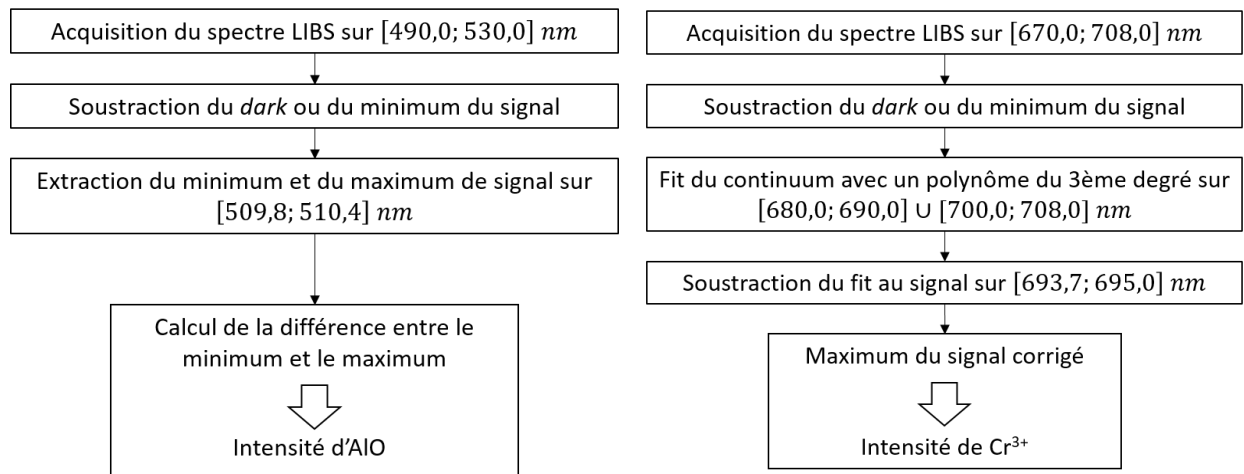 Acquisition du spectre LIBS sur [490,0; 530,0] nm
Soustraction du dark ou du minimum du signal
Extraction du minimum et du maximum de signal sur
[509,8; 510,4] nm
Calcul de la différence entre le
minimum et le maximum
Intensité d’AlO
Acquisition du spectre LIBS sur [670,0; 708,0] nm
Soustraction du dark ou du minimum du signal
Fit du continuum avec un polynôme du 3ème degré sur
[680,0; 690,0] ∪ [700,0; 708,0] nm
Soustraction du fit au signal sur [693,7; 695,0] nm
Maximum du signal corrigé
Intensité de Cr³⁺